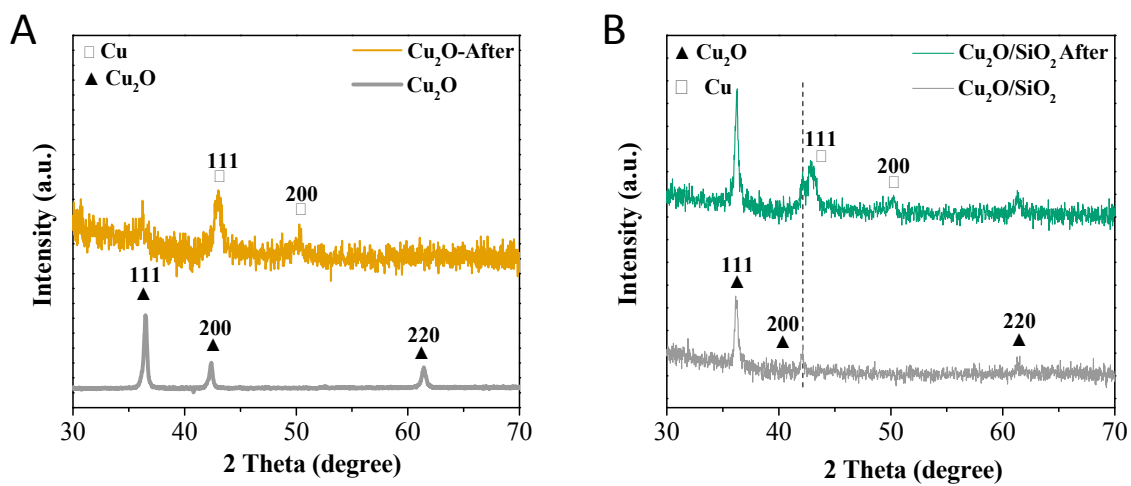 A
□ Cu
▲ Cu₂O
Cu₂O-After
Cu₂O
111
200
111
200
220
Intensity (a.u.)
30 40 50 60 70
2 Theta (degree)
B
▲ Cu₂O
□ Cu
Cu₂O/SiO₂ After
Cu₂O/SiO₂
111
200
111
200
220
Intensity (a.u.)
30 40 50 60 70
2 Theta (degree)